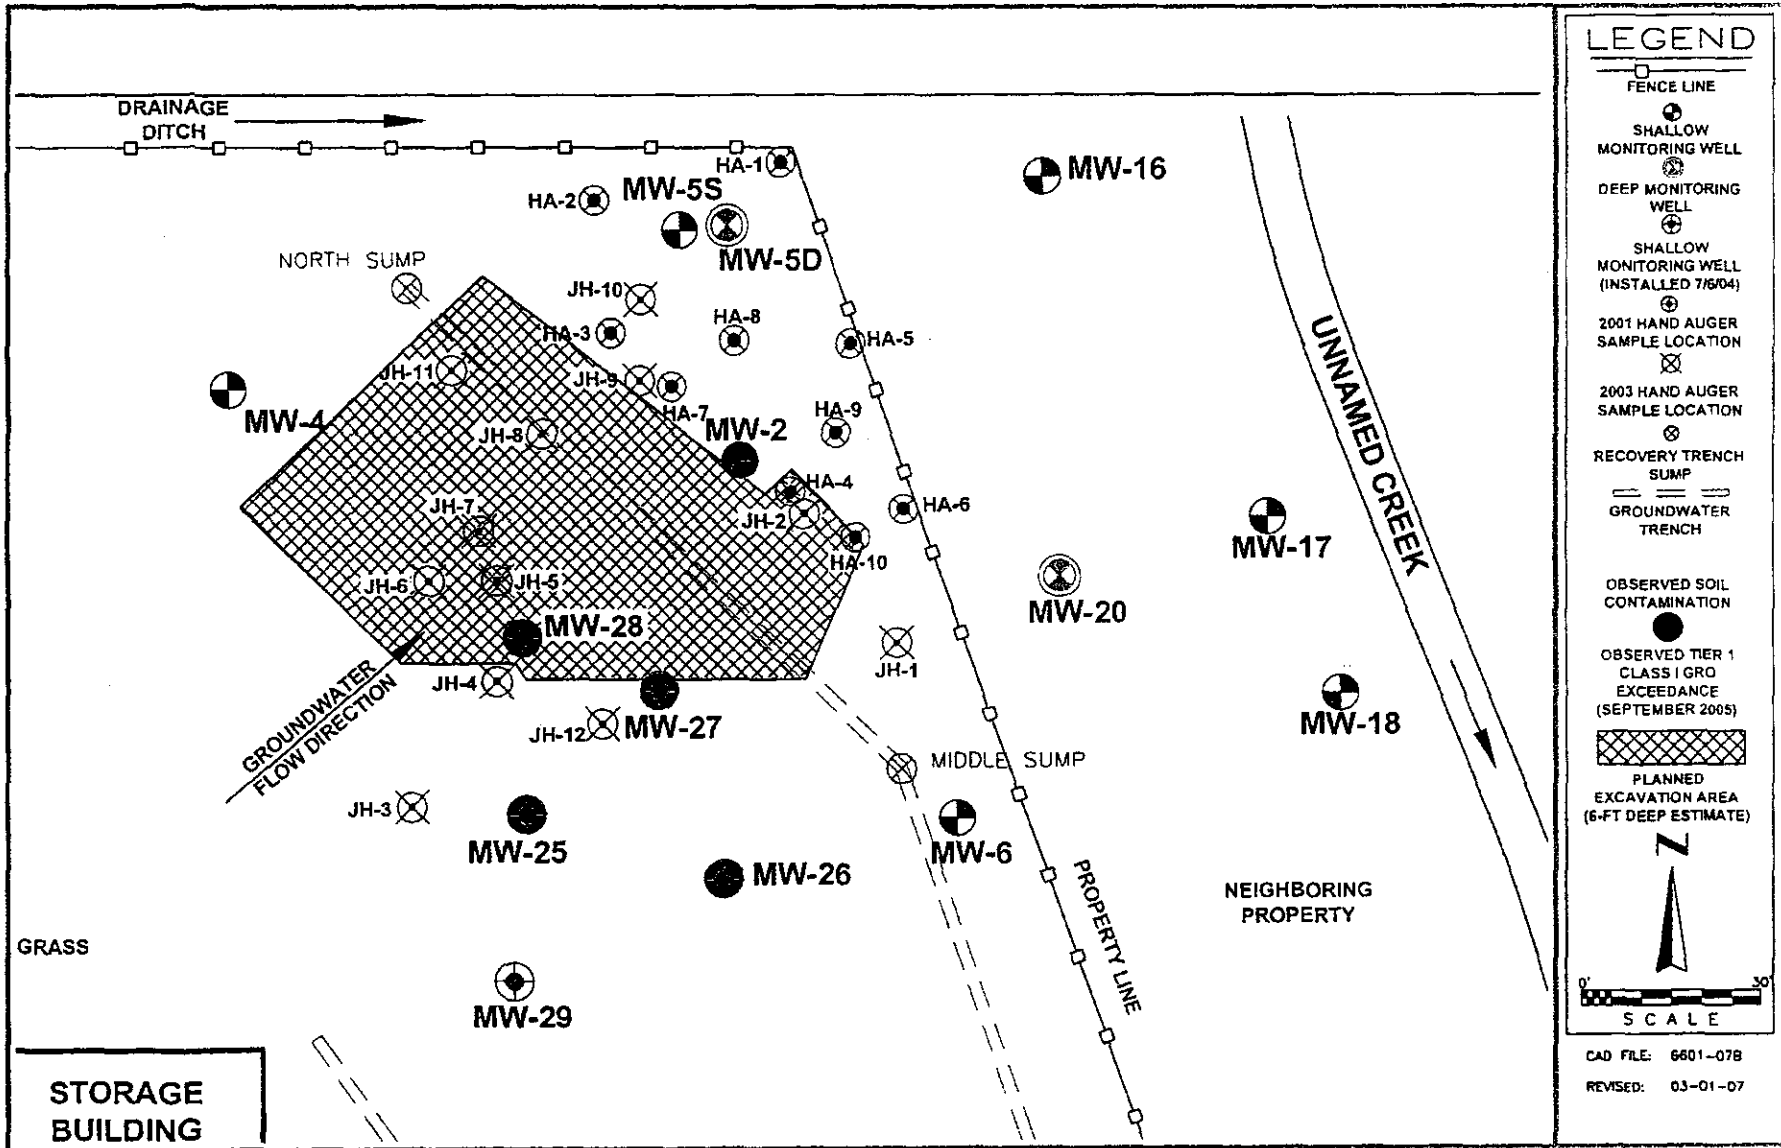 DRAINAGE
DITCH
HA-1
MW-16
HA-2
MW-5S
MW-5D
NORTH SUMP
JH-10
HA-3
HA-8
HA-5
JH-11
JH-9
HA-7
MW-4
JH-8
MW-2
HA-9
HA-4
JH-2
HA-6
HA-10
JH-7
JH-6
JH-5
MW-28
MW-17
MW-20
UNNAMED CREEK
JH-1
JH-4
MW-27
JH-12
MW-18
GROUNDWATER
FLOW DIRECTION
MIDDLE SUMP
JH-3
MW-25
MW-26
MW-6
PROPERTY LINE
NEIGHBORING
PROPERTY
GRASS
MW-29
STORAGE
BUILDING
LEGEND
FENCE LINE
SHALLOW
MONITORING WELL
DEEP MONITORING
WELL
SHALLOW
MONITORING WELL
(INSTALLED 7/6/04)
2001 HAND AUGER
SAMPLE LOCATION
2003 HAND AUGER
SAMPLE LOCATION
RECOVERY TRENCH
SUMP
GROUNDWATER
TRENCH
OBSERVED SOIL
CONTAMINATION
OBSERVED TIER 1
CLASS I GRO
EXCEEDANCE
(SEPTEMBER 2005)
PLANNED
EXCAVATION AREA
(6-FT DEEP ESTIMATE)
N
0' 30'
SCALE
CAD FILE: 6601-07B
REVISED: 03-01-07